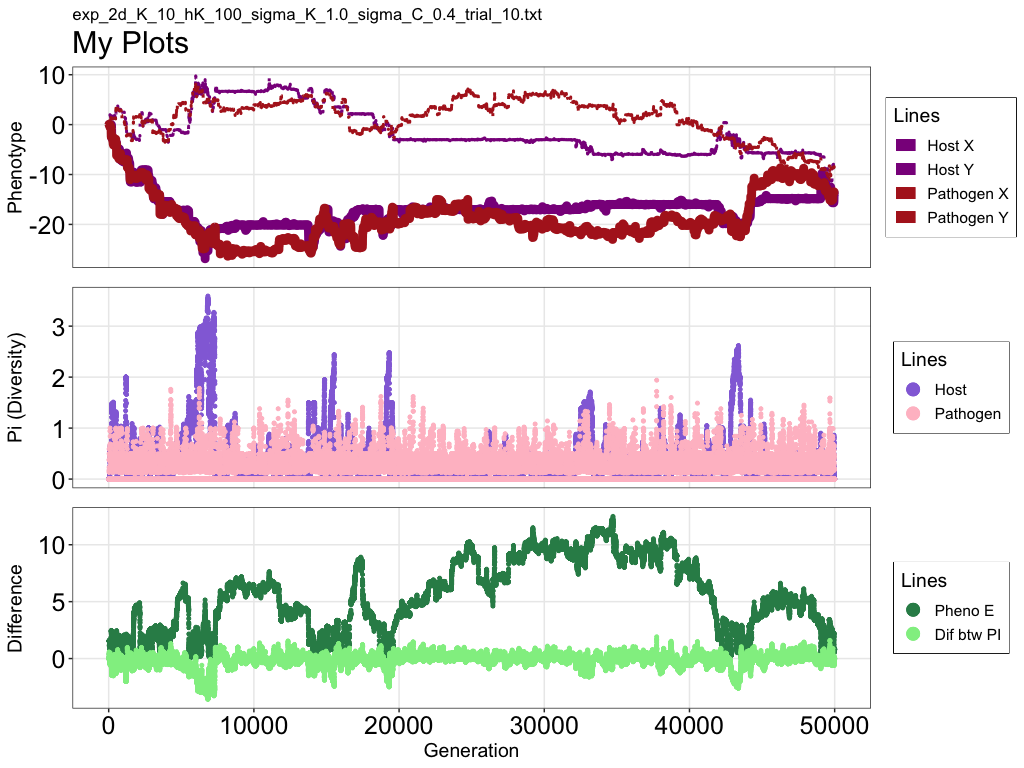 exp_2d_K_10_hK_100_sigma_K_1.0_sigma_C_0.4_trial_10.txt
My Plots
Phenotype
10
0
-10
-20
Lines
Host X
Host Y
Pathogen X
Pathogen Y
Pi (Diversity)
3
2
1
0
Lines
Host
Pathogen
Difference
10
5
0
Lines
Pheno E
Dif btw PI
0 10000 20000 30000 40000 50000
Generation